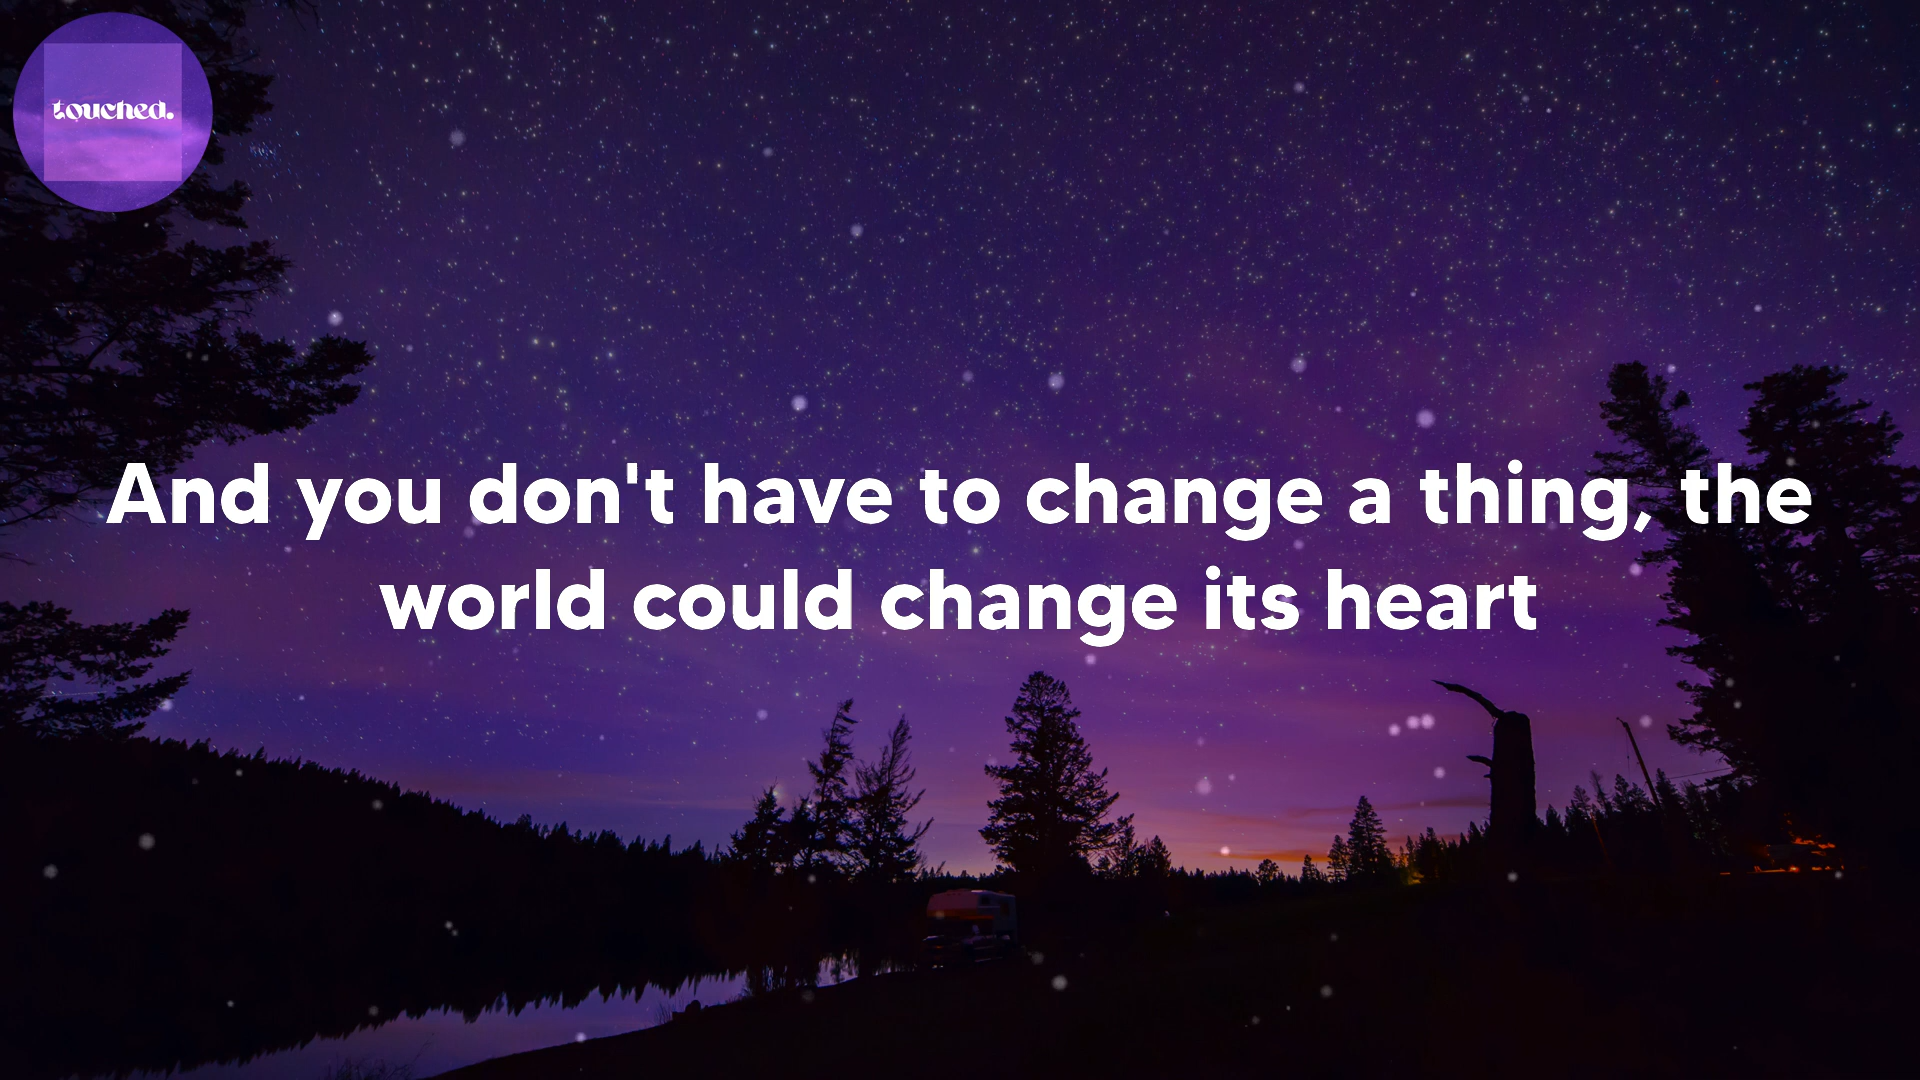 touched.
And you don't have to change a thing, the
world could change its heart